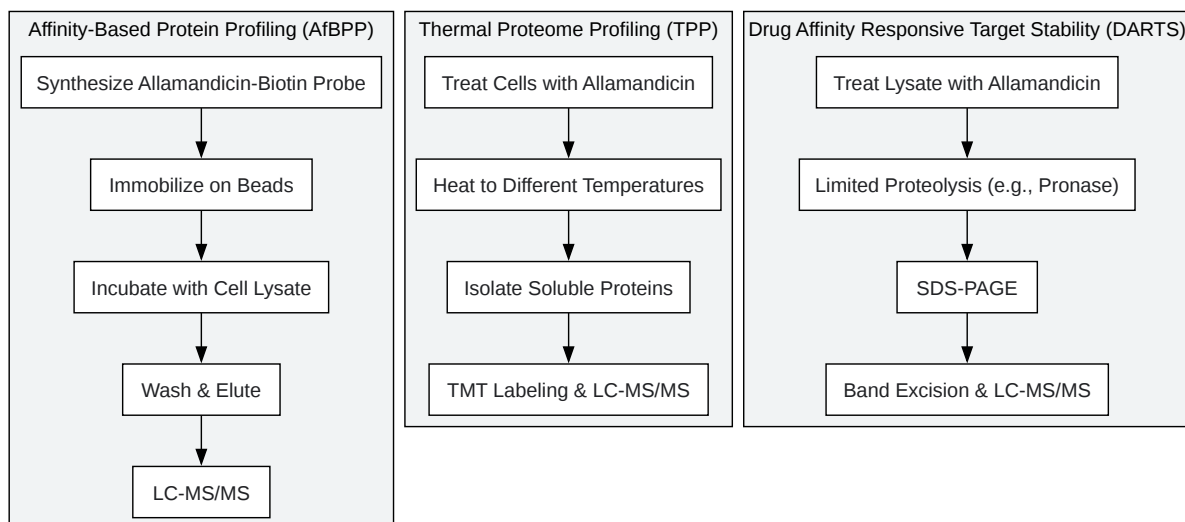 Affinity-Based Protein Profiling (AfBPP)
Synthesize Allamandicin-Biotin Probe
Immobilize on Beads
Incubate with Cell Lysate
Wash & Elute
LC-MS/MS
Thermal Proteome Profiling (TPP)
Treat Cells with Allamandicin
Heat to Different Temperatures
Isolate Soluble Proteins
TMT Labeling & LC-MS/MS
Drug Affinity Responsive Target Stability (DARTS)
Treat Lysate with Allamandicin
Limited Proteolysis (e.g., Pronase)
SDS-PAGE
Band Excision & LC-MS/MS